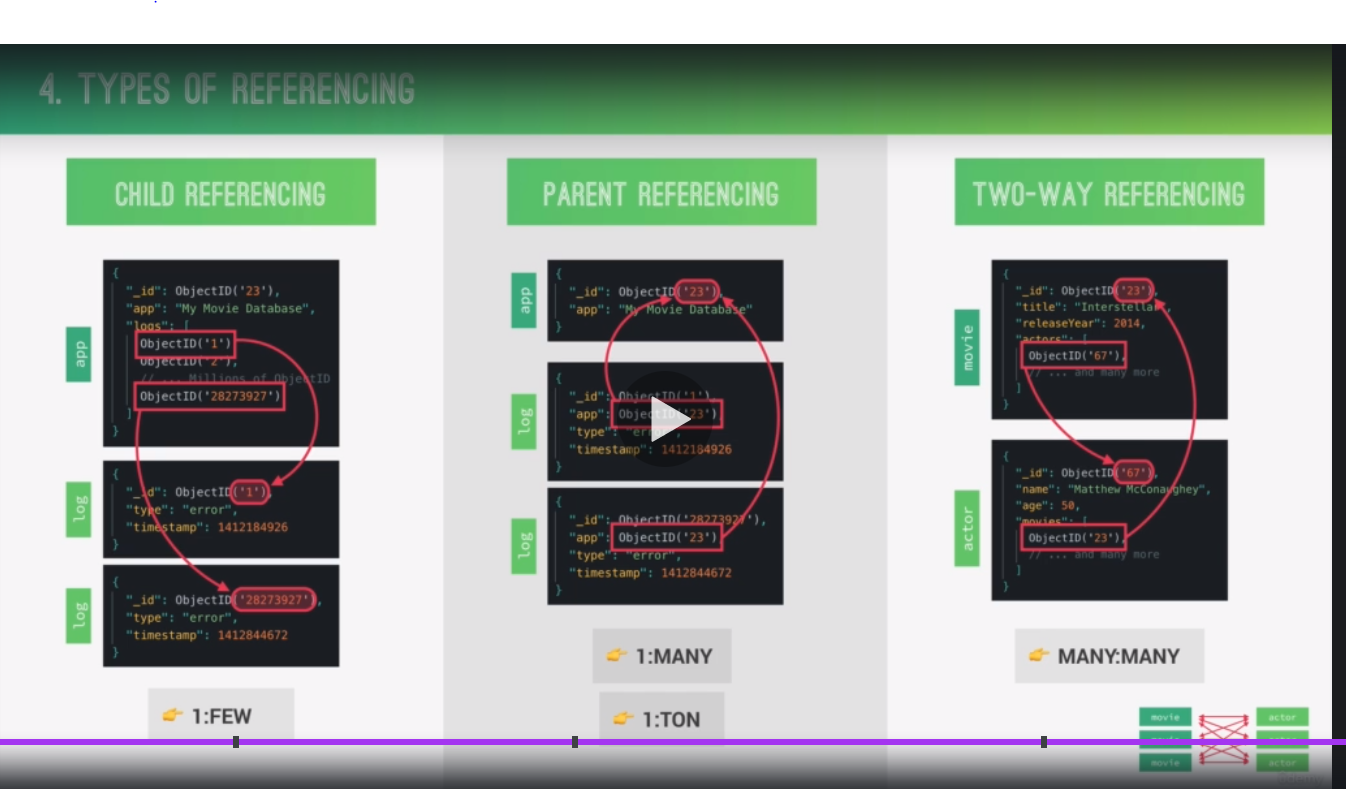 4. TYPES OF REFERENCING
CHILD REFERENCING
app
{
"_id": ObjectID('23'),
"app": "My Movie Database",
"logs": [
ObjectID('1')
ObjectID('2'),
// ... Millions of ObjectID
ObjectID('28273927')
]
}
log
{
"_id": ObjectID('1'),
"type": "error",
"timestamp": 1412184926
}
log
{
"_id": ObjectID('28273927'),
"type": "error",
"timestamp": 1412844672
}
👉 1:FEW
PARENT REFERENCING
app
{
"_id": ObjectID('23'),
"app": "My Movie Database"
}
log
{
"_id": ObjectID('1'),
"app": ObjectID('23')
"type": "error",
"timestamp": 1412184926
}
log
{
"_id": ObjectID('28273927'),
"app": ObjectID('23')
"type": "error",
"timestamp": 1412844672
}
👉 1:MANY
👉 1:TON
TWO-WAY REFERENCING
movie
{
"_id": ObjectID('23'),
"title": "Interstellar",
"releaseYear": 2014,
"actors": [
ObjectID('67'),
// ... and many more
]
}
actor
{
"_id": ObjectID('67'),
"name": "Matthew McConaughey",
"age": 50,
"movies": [
ObjectID('23'),
// ... and many more
]
}
👉 MANY:MANY
movie actor
movie actor
movie actor